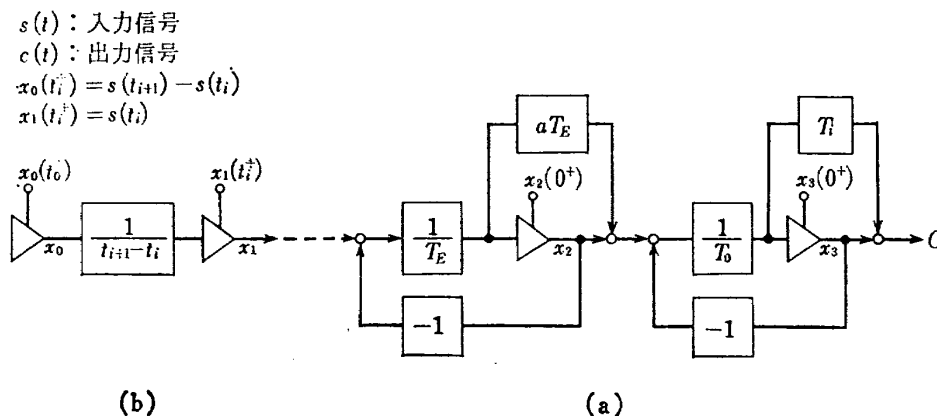 s(t)：入力信号
c(t)：出力信号
x₀(tᵢ⁺)＝s(tᵢ₊₁)－s(tᵢ)
x₁(tᵢ⁺)＝s(tᵢ)
aT_E
Tᵢ
x₀(t₀⁻)
x₁(tᵢ⁺)
x₂(0⁺)
x₃(0⁺)
x₀
1/(tᵢ₊₁－tᵢ)
x₁
1/T_E
x₂
1/T₀
x₃
C
－1
－1
(b)
(a)